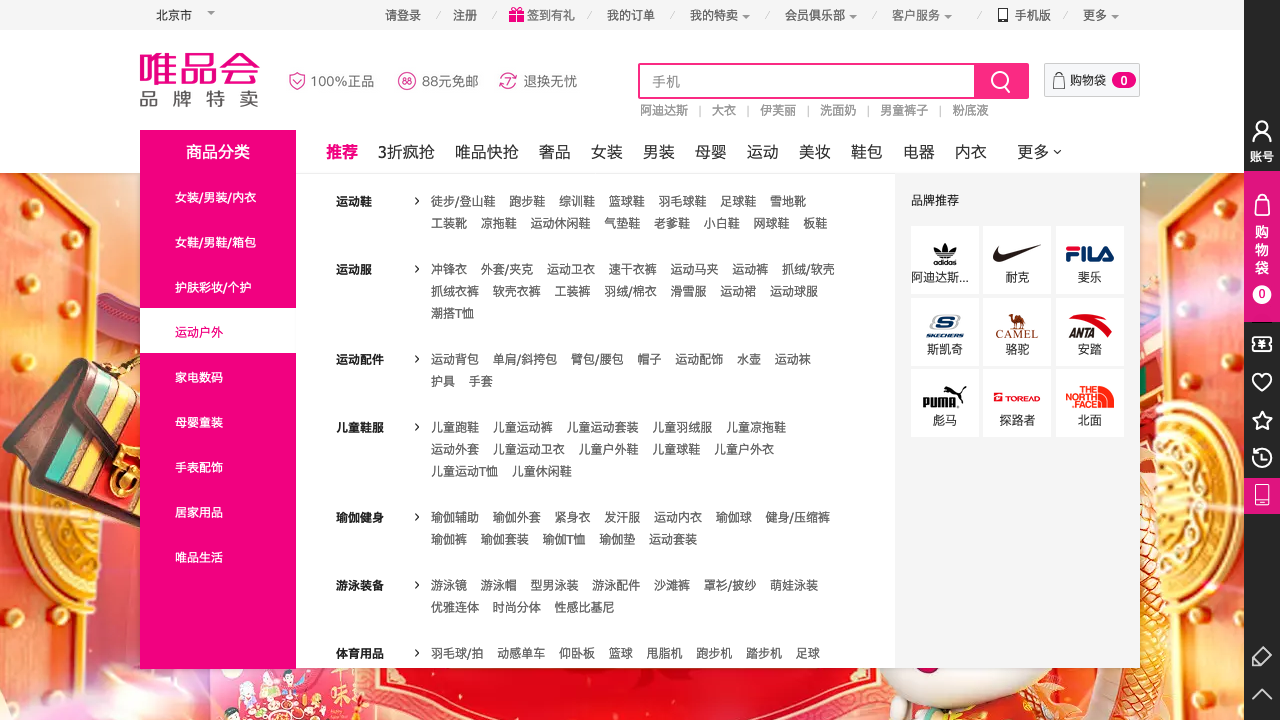 北京市 请登录 注册 签到有礼 我的订单 我的特卖 会员俱乐部 客户服务 手机版 更多
唯品会
品牌特卖
100%正品 88元免邮 退换无忧
手机
购物袋 0
阿迪达斯 | 大衣 | 伊芙丽 | 洗面奶 | 男童裤子 | 粉底液
商品分类 推荐 3折疯抢 唯品快抢 奢品 女装 男装 母婴 运动 美妆 鞋包 电器 内衣 更多
女装/男装/内衣
女鞋/男鞋/箱包
护肤彩妆/个护
运动户外
家电数码
母婴童装
手表配饰
居家用品
唯品生活
运动鞋 徒步/登山鞋 跑步鞋 综训鞋 篮球鞋 羽毛球鞋 足球鞋 雪地靴
工装靴 凉拖鞋 运动休闲鞋 气垫鞋 老爹鞋 小白鞋 网球鞋 板鞋
运动服 冲锋衣 外套/夹克 运动卫衣 速干衣裤 运动马夹 运动裤 抓绒/软壳
抓绒衣裤 软壳衣裤 工装裤 羽绒/棉衣 滑雪服 运动裙 运动球服
潮搭T恤
运动配件 运动背包 单肩/斜挎包 臂包/腰包 帽子 运动配饰 水壶 运动袜
护具 手套
儿童鞋服 儿童跑鞋 儿童运动裤 儿童运动套装 儿童羽绒服 儿童凉拖鞋
运动外套 儿童运动卫衣 儿童户外鞋 儿童球鞋 儿童户外衣
儿童运动T恤 儿童休闲鞋
瑜伽健身 瑜伽辅助 瑜伽外套 紧身衣 发汗服 运动内衣 瑜伽球 健身/压缩裤
瑜伽裤 瑜伽套装 瑜伽T恤 瑜伽垫 运动套装
游泳装备 游泳镜 游泳帽 型男泳装 游泳配件 沙滩裤 罩衫/披纱 萌娃泳装
优雅连体 时尚分体 性感比基尼
体育用品 羽毛球/拍 动感单车 仰卧板 篮球 甩脂机 跑步机 踏步机 足球
品牌推荐
adidas
阿迪达斯... 耐克
FILA
斐乐
SKECHERS
斯凯奇
CAMEL
骆驼
ANTA
安踏
PUMA
彪马
TOREAD
探路者
THE NORTH FACE
北面
账号
购物袋
0